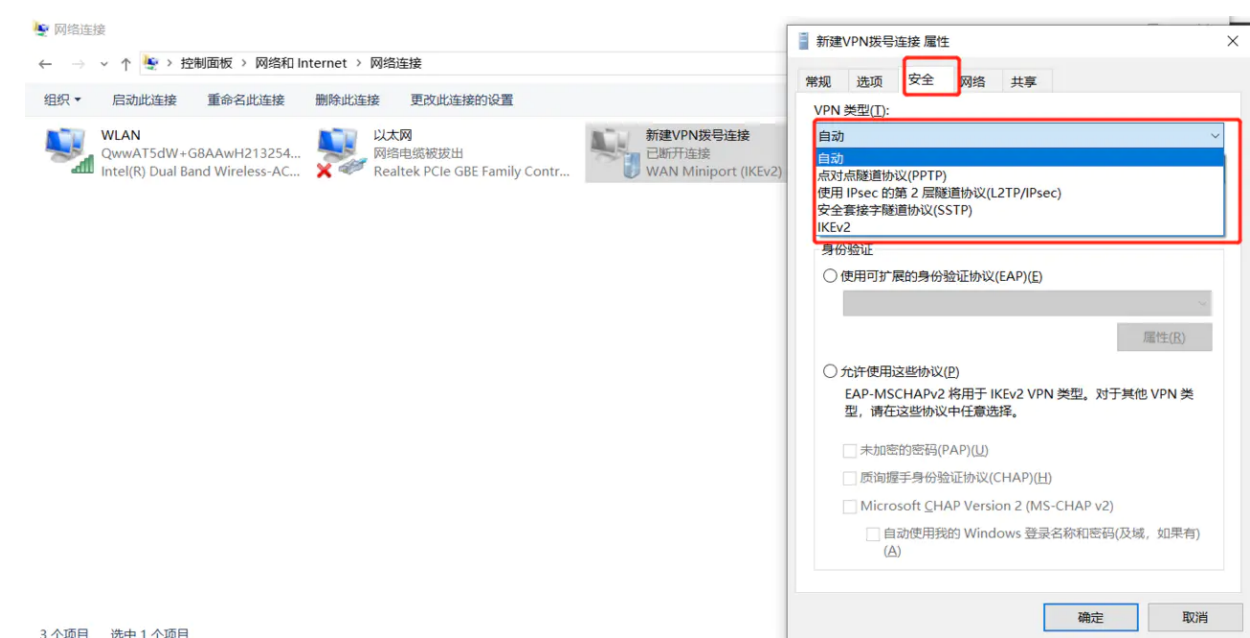 网络连接
控制面板 > 网络和 Internet > 网络连接
组织 启动此连接 重命名此连接 删除此连接 更改此连接的设置
WLAN
QwwAT5dW+G8AAwH213254...
Intel(R) Dual Band Wireless-AC...
以太网
网络电缆被拔出
Realtek PCIe GBE Family Contr...
新建VPN拨号连接
已断开连接
WAN Miniport (IKEv2)
3 个项目 选中 1 个项目
新建VPN拨号连接 属性
常规 选项 安全 网络 共享
VPN 类型(T):
自动
自动
点对点隧道协议(PPTP)
使用 IPsec 的第 2 层隧道协议(L2TP/IPsec)
安全套接字隧道协议(SSTP)
IKEv2
身份验证
使用可扩展的身份验证协议(EAP)(E)
属性(R)
允许使用这些协议(P)
EAP-MSCHAPv2 将用于 IKEv2 VPN 类型。对于其他 VPN 类
型，请在这些协议中任意选择。
未加密的密码(PAP)(U)
质询握手身份验证协议(CHAP)(H)
Microsoft CHAP Version 2 (MS-CHAP v2)
自动使用我的 Windows 登录名称和密码(及域，如果有)
(A)
确定 取消